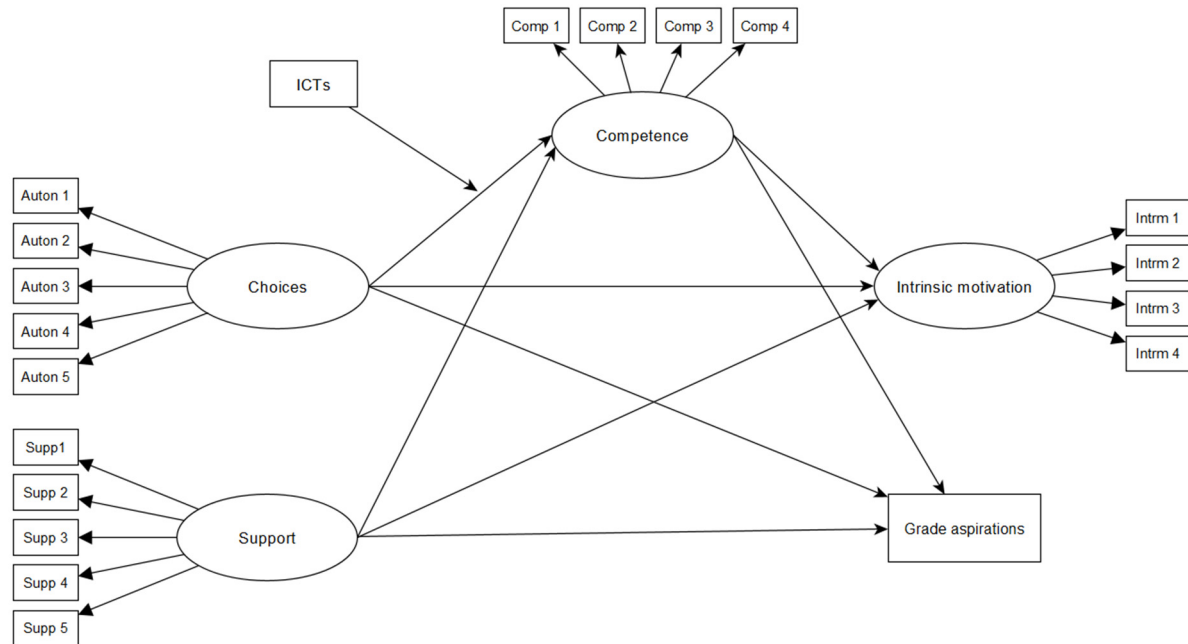 Comp 1
Comp 2
Comp 3
Comp 4
ICTs
Competence
Auton 1
Auton 2
Auton 3
Auton 4
Auton 5
Choices
Intrinsic motivation
Intrm 1
Intrm 2
Intrm 3
Intrm 4
Supp1
Supp 2
Supp 3
Supp 4
Supp 5
Support
Grade aspirations